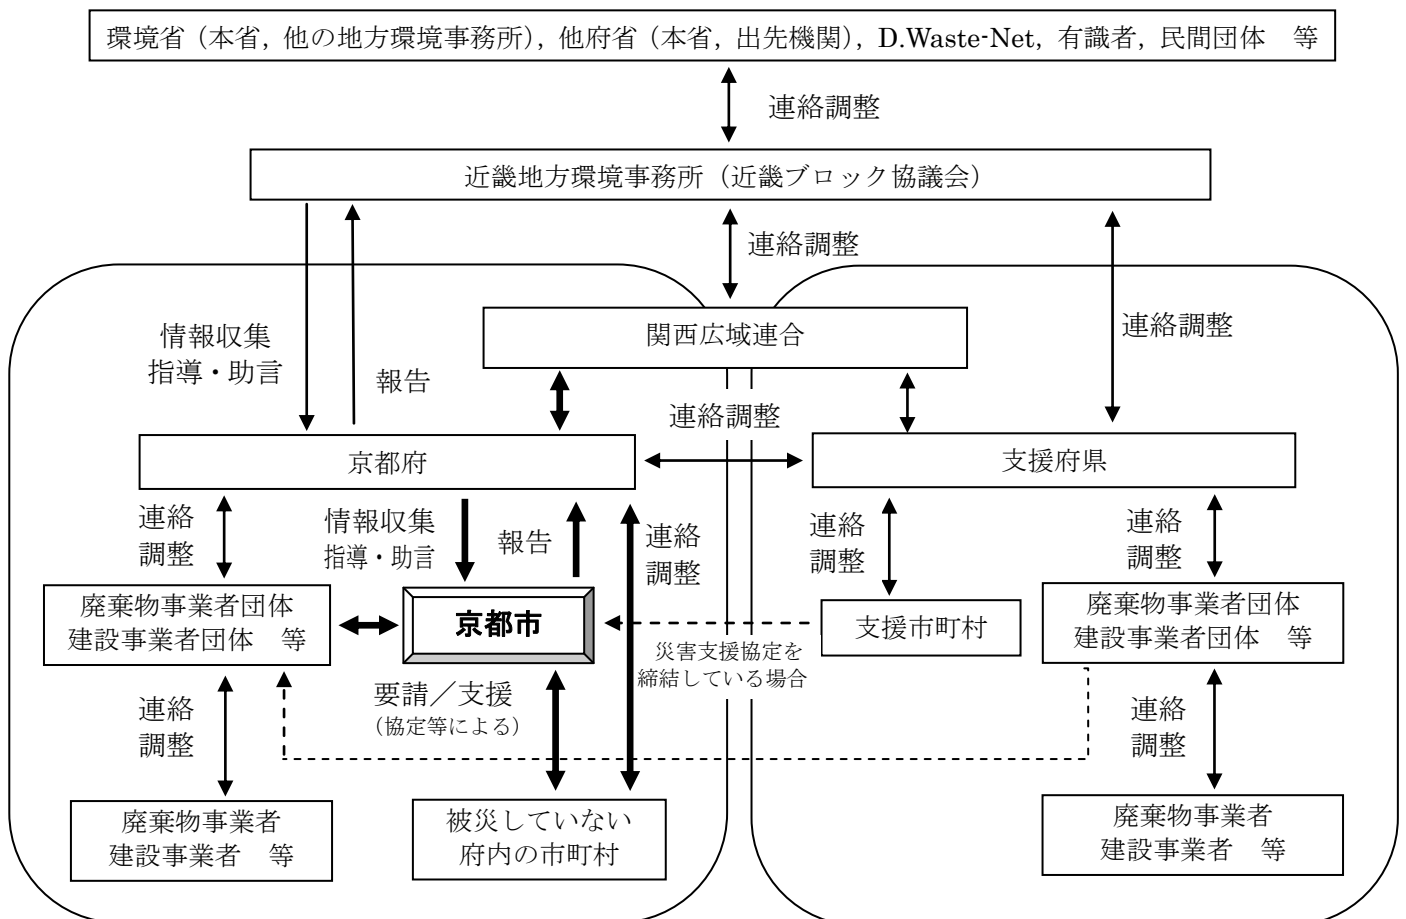 環境省（本省，他の地方環境事務所），他府省（本省，出先機関），D.Waste-Net，有識者，民間団体　等
連絡調整
近畿地方環境事務所（近畿ブロック協議会）
連絡調整
連絡調整
情報収集
指導・助言
報告
関西広域連合
連絡調整
京都府
支援府県
連絡
調整
情報収集
指導・助言
報告
連絡
調整
連絡
調整
連絡
調整
廃棄物事業者団体
建設事業者団体　等
京都市
支援市町村
廃棄物事業者団体
建設事業者団体　等
災害支援協定を
締結している場合
要請／支援
（協定等による）
連絡
調整
連絡
調整
廃棄物事業者
建設事業者　等
被災していない
府内の市町村
廃棄物事業者
建設事業者　等